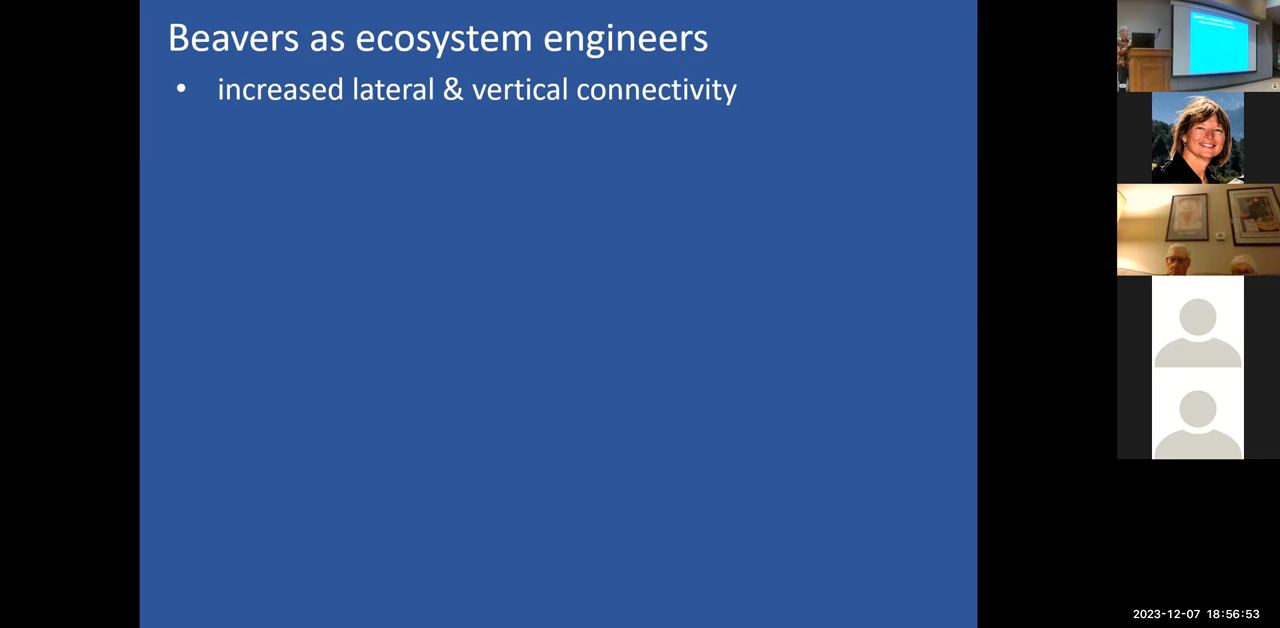 Beavers as ecosystem engineers
• increased lateral & vertical connectivity
2023-12-07 18:56:53